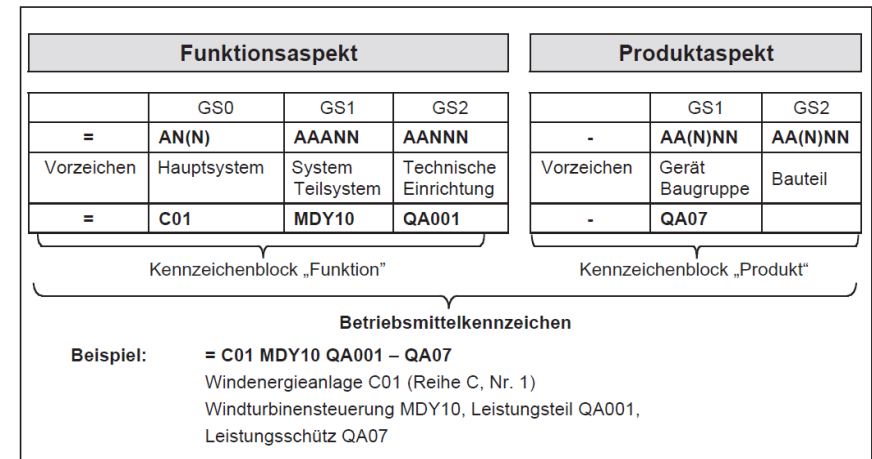 Funktionsaspekt Produktaspekt
GS0 GS1 GS2 GS1 GS2
= AN(N) AAANN AANNN - AA(N)NN AA(N)NN
Vorzeichen Hauptsystem System Teilsystem Technische Einrichtung Vorzeichen Gerät Baugruppe Bauteil
= C01 MDY10 QA001 - QA07
Kennzeichenblock „Funktion” Kennzeichenblock „Produkt“
Betriebsmittelkennzeichen
Beispiel: = C01 MDY10 QA001 – QA07
Windenergieanlage C01 (Reihe C, Nr. 1)
Windturbinensteuerung MDY10, Leistungsteil QA001,
Leistungsschütz QA07